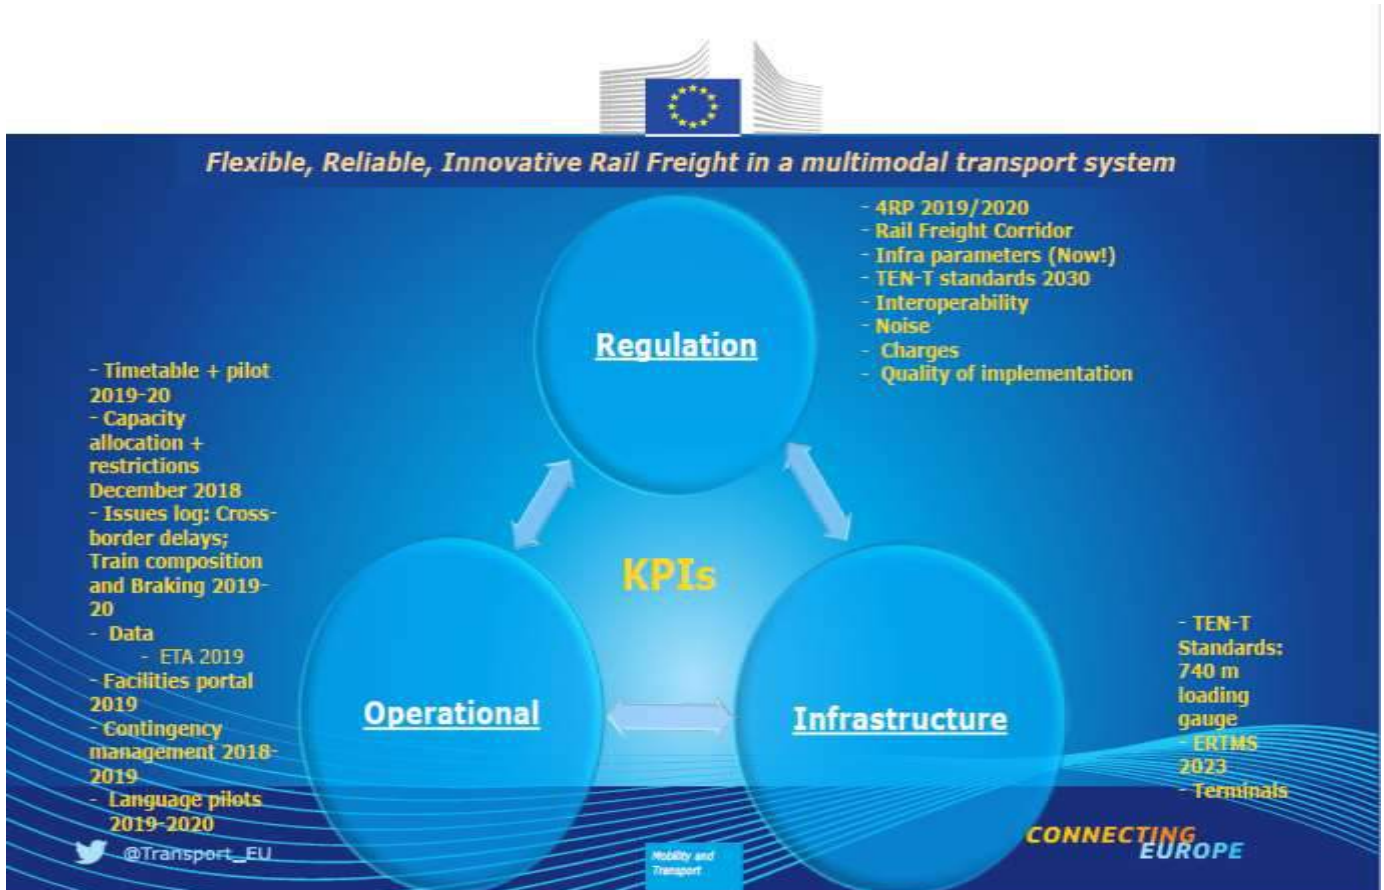 Flexible, Reliable, Innovative Rail Freight in a multimodal transport system
- 4RP 2019/2020
- Rail Freight Corridor
- Infra parameters (Now!)
- TEN-T standards 2030
- Interoperability
- Noise
- Charges
- Quality of implementation
Regulation
- Timetable + pilot
2019-20
- Capacity
allocation +
restrictions
December 2018
- Issues log: Cross-
border delays;
Train composition
and Braking 2019-
20
- Data
- ETA 2019
- Facilities portal
2019
- Contingency
management 2018-
2019
- Language pilots
2019-2020
KPIs
Operational
Infrastructure
- TEN-T
Standards:
740 m
loading
gauge
- ERTMS
2023
- Terminals
@Transport_EU
Mobility and
Transport
CONNECTING
EUROPE